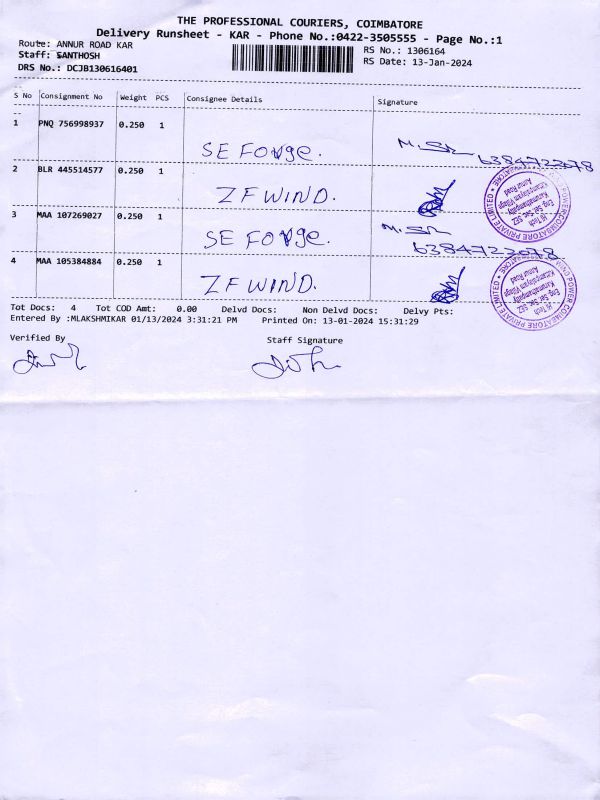 THE PROFESSIONAL COURIERS, COIMBATORE
Delivery Runsheet - KAR - Phone No.:0422-3505555 - Page No.:1
Route: ANNUR ROAD KAR
Staff: SANTHOSH
DRS No.: DCJB130616401
RS No.: 1306164
RS Date: 13-Jan-2024
S No Consignment No Weight PCS Consignee Details Signature
1 PNQ 756998937 0.250 1
SE Forge.
2 BLR 445514577 0.250 1
ZF WIND.
3 MAA 107269027 0.250 1
SE Forge.
6384722078
4 MAA 105384884 0.250 1
ZF WIND.
Tot Docs: 4 Tot COD Amt: 0.00 Delvd Docs: Non Delvd Docs: Delvy Pts:
Entered By :MLAKSHMIKAR 01/13/2024 3:31:21 PM Printed On: 13-01-2024 15:31:29
Verified By Staff Signature